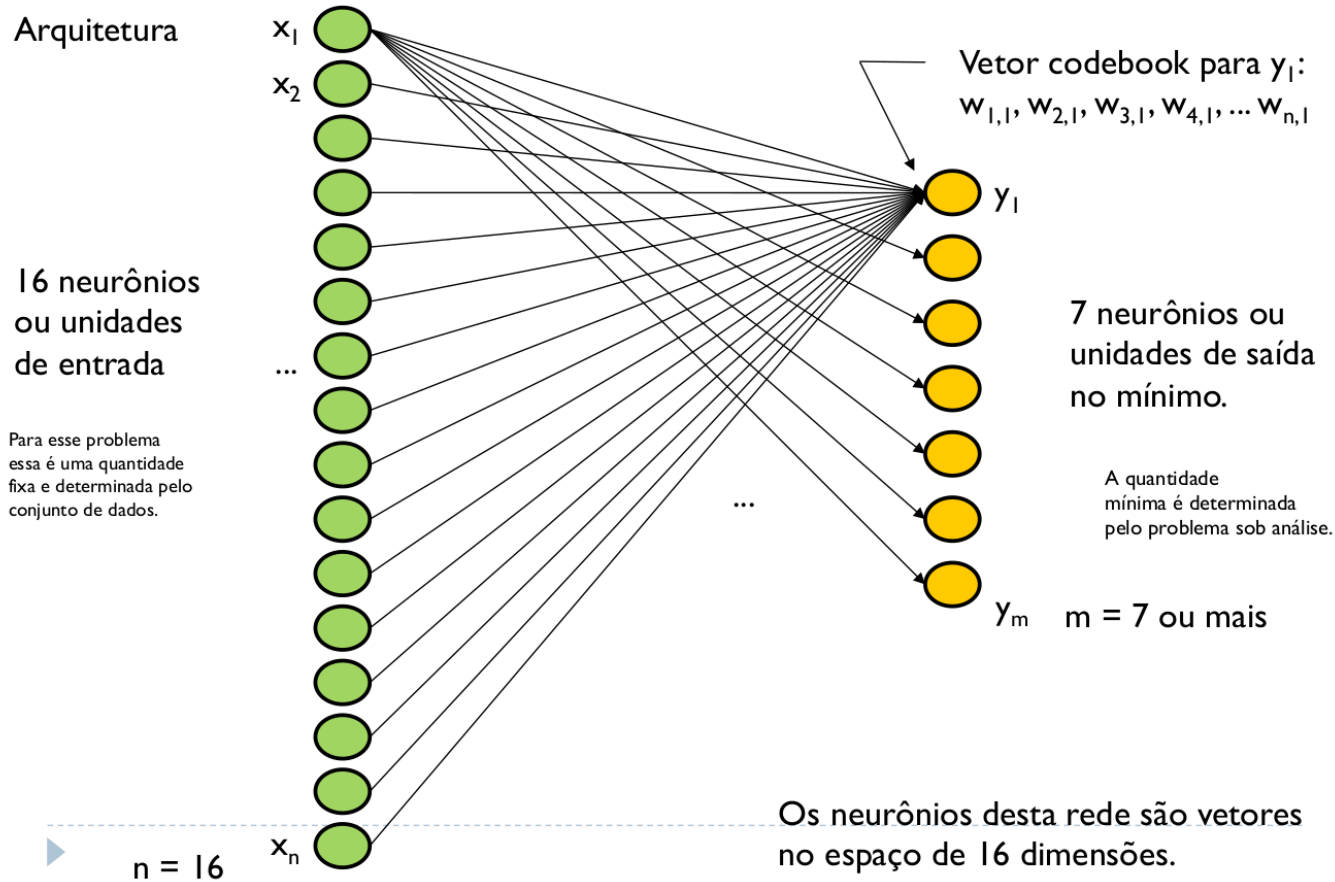 Arquitetura
x₁
x₂
...
xₙ
n = 16
16 neurônios
ou unidades
de entrada
Para esse problema
essa é uma quantidade
fixa e determinada pelo
conjunto de dados.
Vetor codebook para y₁:
w₁,₁, w₂,₁, w₃,₁, w₄,₁, ... wₙ,₁
y₁
7 neurônios ou
unidades de saída
no mínimo.
A quantidade
mínima é determinada
pelo problema sob análise.
...
yₘ m = 7 ou mais
Os neurônios desta rede são vetores
no espaço de 16 dimensões.